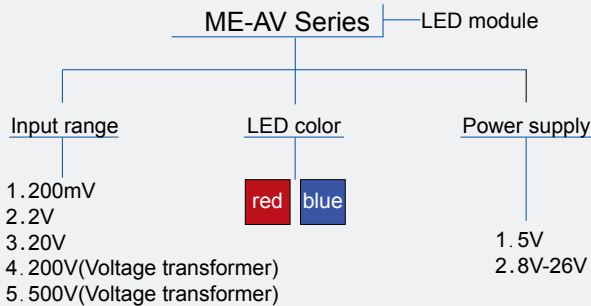 ME-AV Series
LED module
Input range
LED color
Power supply
1.200mV
2.2V
3.20V
4.200V(Voltage transformer)
5.500V(Voltage transformer)
red
blue
1.5V
2.8V-26V